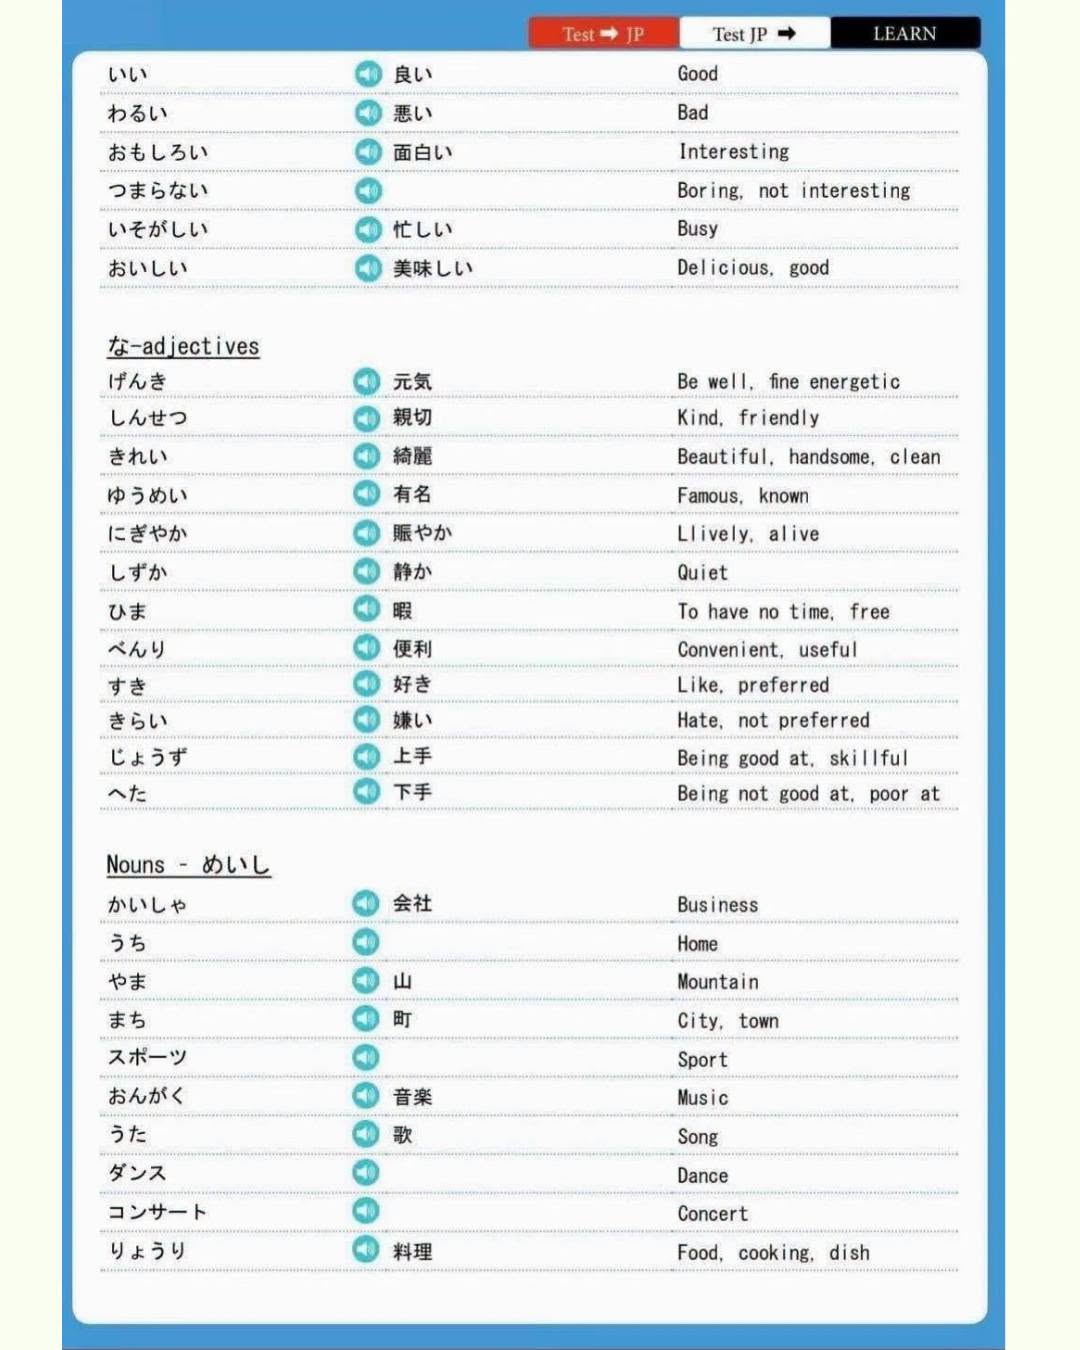 Test ➡ JP Test JP ➡ LEARN
いい 良い Good
わるい 悪い Bad
おもしろい 面白い Interesting
つまらない Boring, not interesting
いそがしい 忙しい Busy
おいしい 美味しい Delicious, good
な-adjectives
げんき 元気 Be well, fine energetic
しんせつ 親切 Kind, friendly
きれい 綺麗 Beautiful, handsome, clean
ゆうめい 有名 Famous, known
にぎやか 賑やか Llively, alive
しずか 静か Quiet
ひま 暇 To have no time, free
べんり 便利 Convenient, useful
すき 好き Like, preferred
きらい 嫌い Hate, not preferred
じょうず 上手 Being good at, skillful
へた 下手 Being not good at, poor at
Nouns - めいし
かいしゃ 会社 Business
うち Home
やま 山 Mountain
まち 町 City, town
スポーツ Sport
おんがく 音楽 Music
うた 歌 Song
ダンス Dance
コンサート Concert
りょうり 料理 Food, cooking, dish